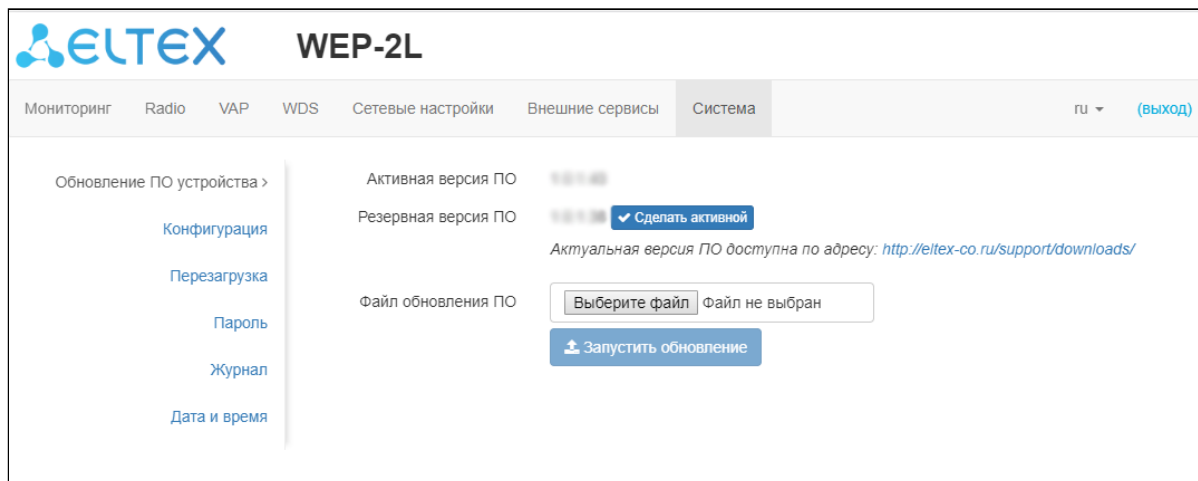 ELTEX WEP-2L
Мониторинг Radio VAP WDS Сетевые настройки Внешние сервисы Система ru (выход)
Обновление ПО устройства >
Конфигурация
Перезагрузка
Пароль
Журнал
Дата и время
Активная версия ПО
Резервная версия ПО Сделать активной
Актуальная версия ПО доступна по адресу: http://eltex-co.ru/support/downloads/
Файл обновления ПО Выберите файл Файл не выбран
Запустить обновление